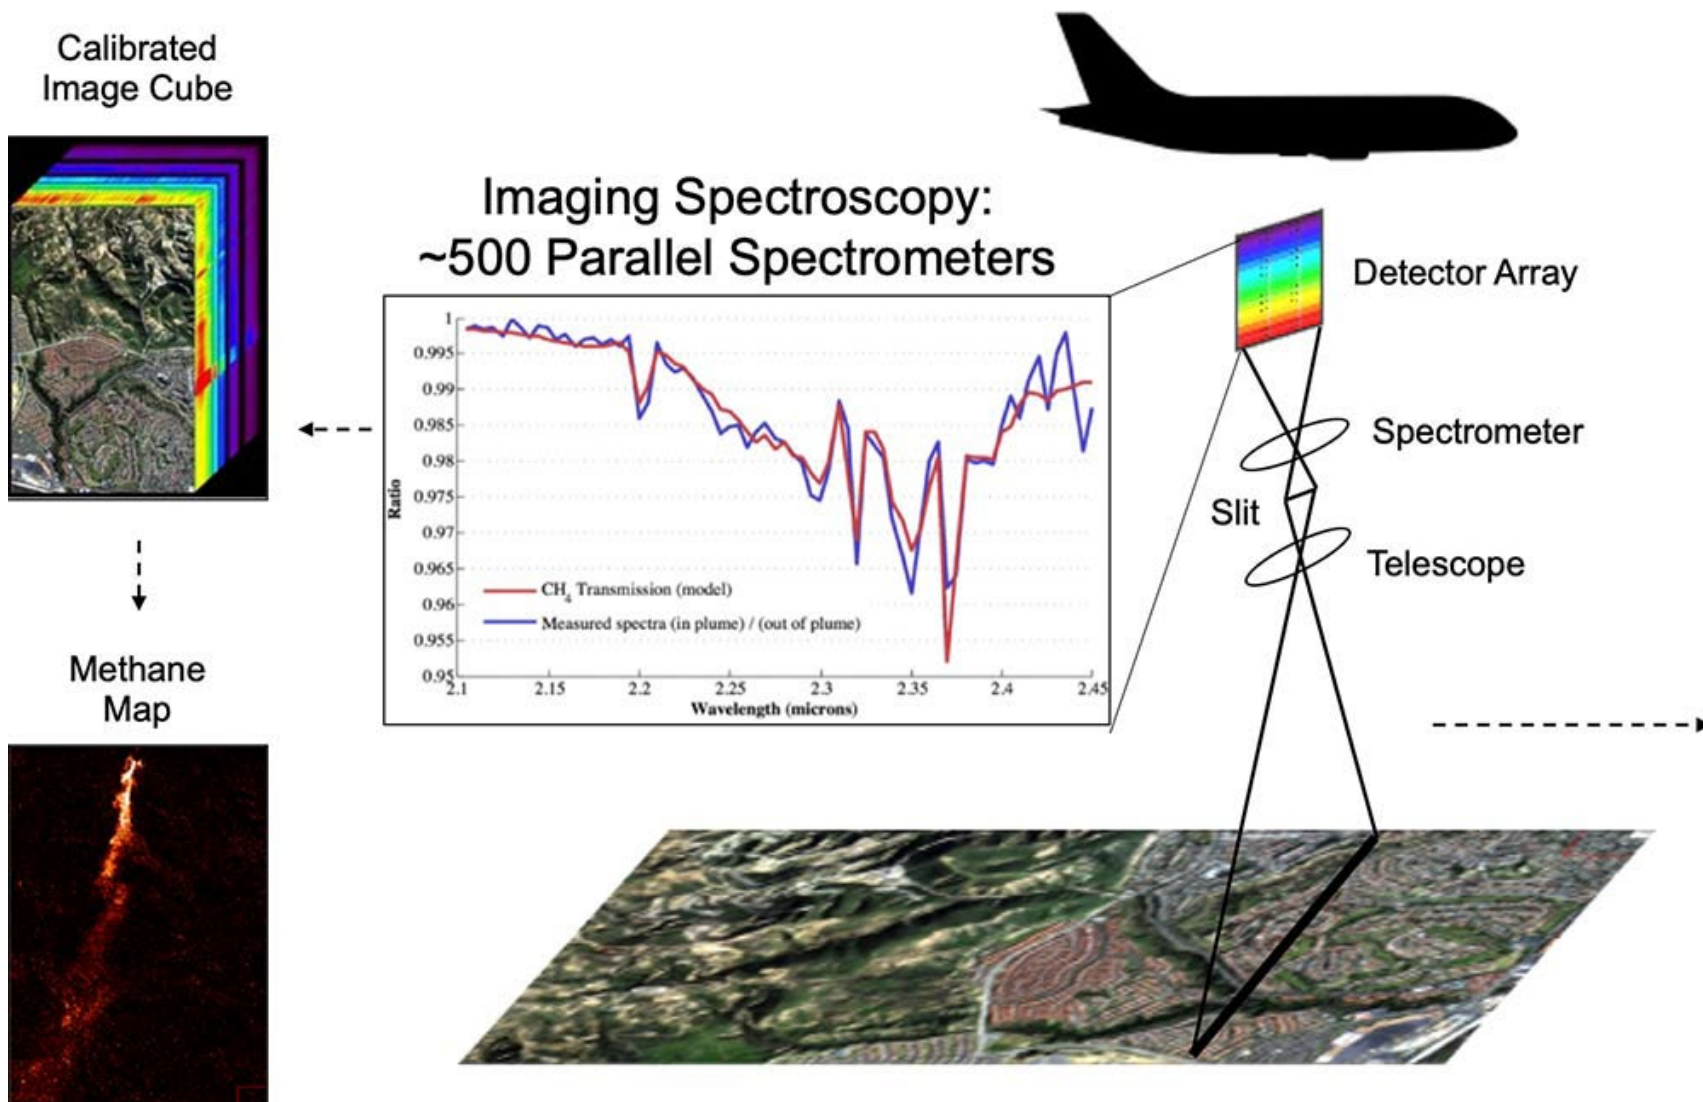 Calibrated
Image Cube
Imaging Spectroscopy:
~500 Parallel Spectrometers
Detector Array
Spectrometer
Slit
Telescope
1
0.995
0.99
0.985
0.98
0.975
0.97
0.965
0.96
0.955
0.95
Ratio
CH4 Transmission (model)
Measured spectra (in plume) / (out of plume)
2.1 2.15 2.2 2.25 2.3 2.35 2.4 2.45
Wavelength (microns)
Methane
Map